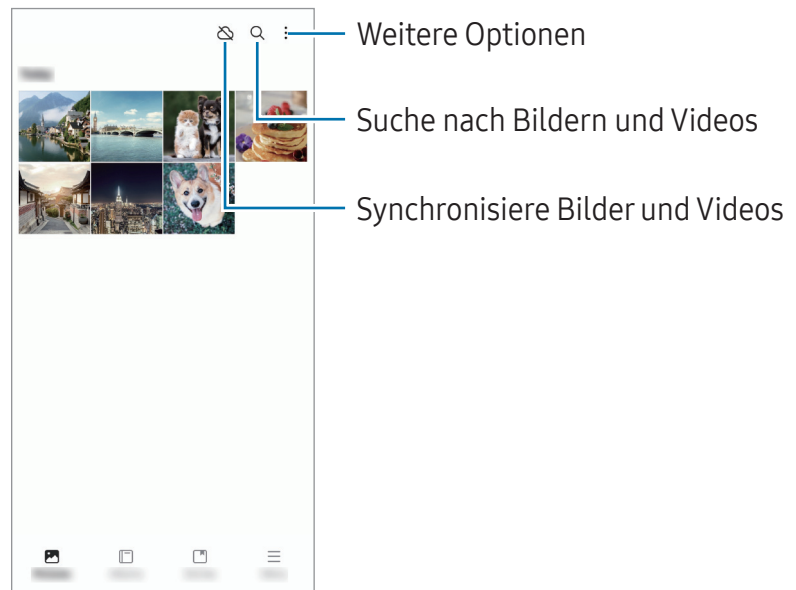 Weitere Optionen
Suche nach Bildern und Videos
Synchronisiere Bilder und Videos